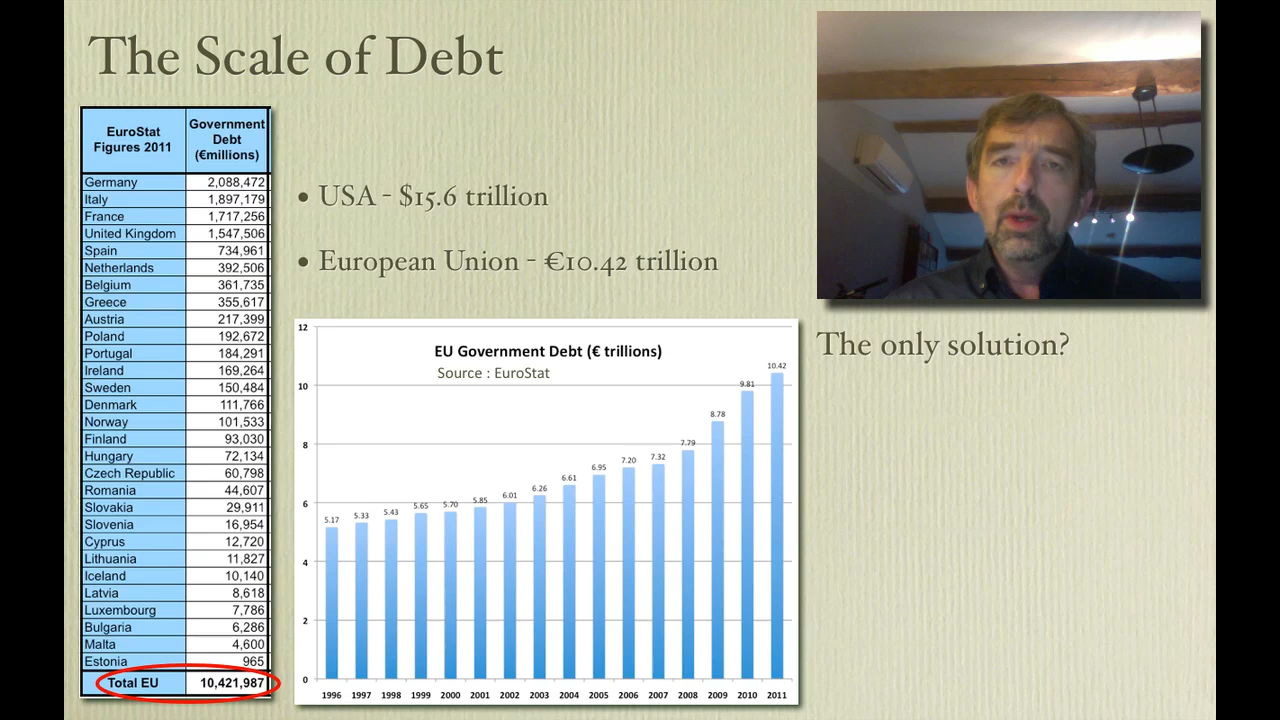 The Scale of Debt
EuroStat Figures 2011 Government Debt (€millions)
Germany 2,088,472
Italy 1,897,179
France 1,717,256
United Kingdom 1,547,506
Spain 734,961
Netherlands 392,506
Belgium 361,735
Greece 355,617
Austria 217,399
Poland 192,672
Portugal 184,291
Ireland 169,264
Sweden 150,484
Denmark 111,766
Norway 101,533
Finland 93,030
Hungary 72,134
Czech Republic 60,798
Romania 44,607
Slovakia 29,911
Slovenia 16,954
Cyprus 12,720
Lithuania 11,827
Iceland 10,140
Latvia 8,618
Luxembourg 7,786
Bulgaria 6,286
Malta 4,600
Estonia 965
Total EU 10,421,987
• USA - $15.6 trillion
• European Union - €10.42 trillion
EU Government Debt (€ trillions)
Source : EuroStat
12
10
8
6
4
2
0
5.17 5.33 5.43 5.65 5.70 5.85 6.01 6.26 6.61 6.95 7.20 7.32 7.79 8.78 9.81 10.42
1996 1997 1998 1999 2000 2001 2002 2003 2004 2005 2006 2007 2008 2009 2010 2011
The only solution?